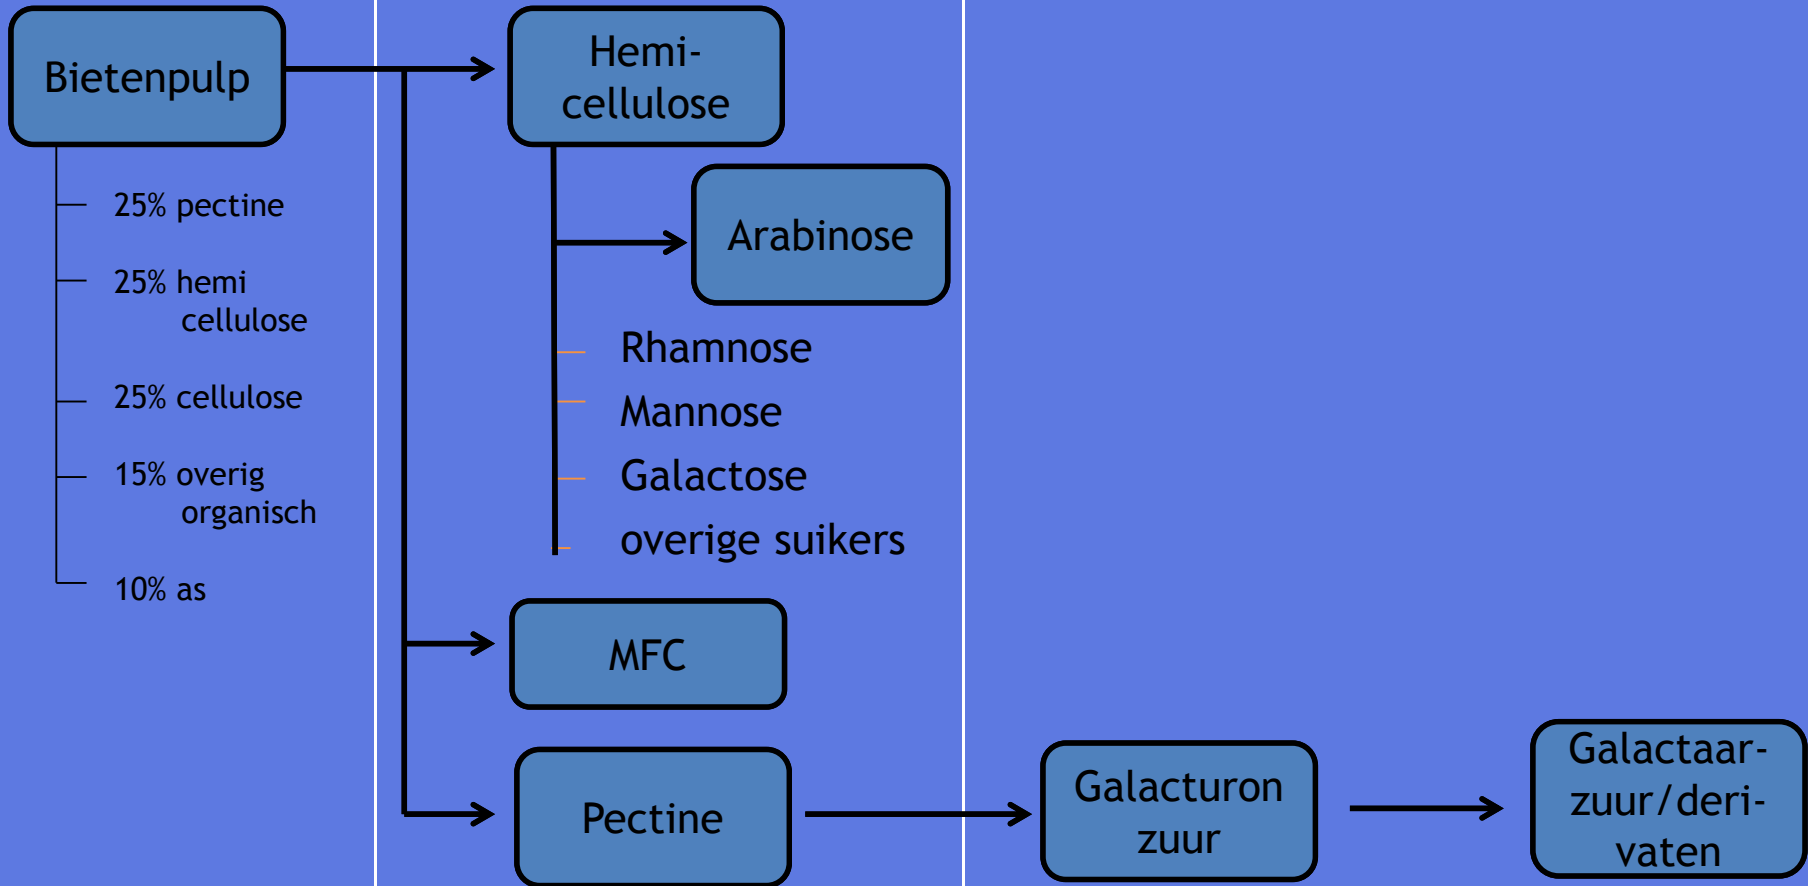 Bietenpulp
25% pectine
25% hemi
cellulose
25% cellulose
15% overig
organisch
10% as
Hemi-
cellulose
Arabinose
Rhamnose
Mannose
Galactose
overige suikers
MFC
Pectine
Galacturon
zuur
Galactaar-
zuur/deri-
vaten